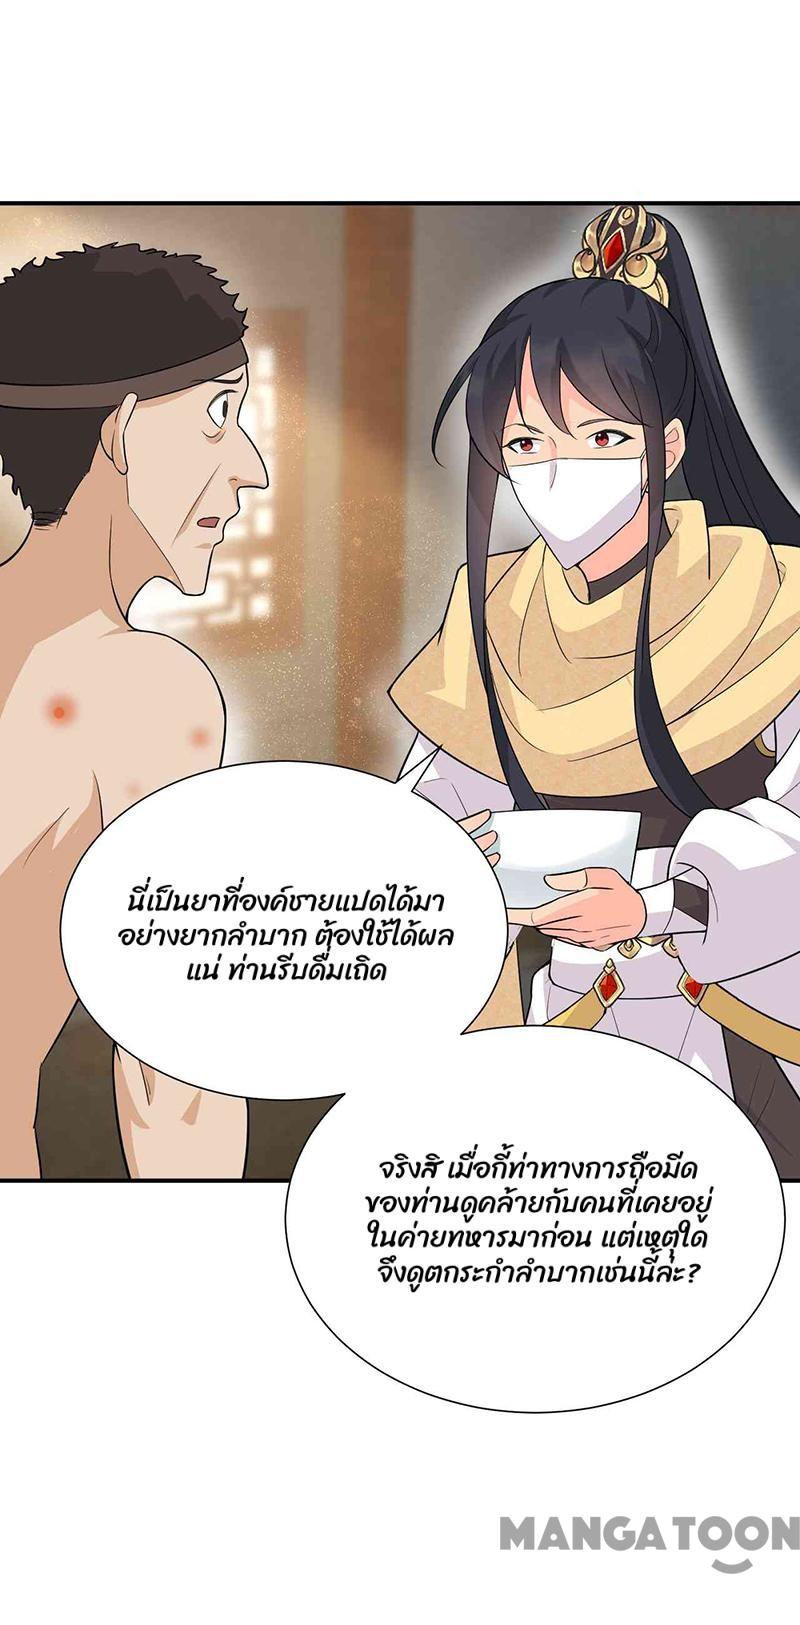 นี่เป็นยาที่องค์ชายแปดได้มา
อย่างยากลำบาก ต้องใช้ได้ผล
แน่ ท่านรีบดื่มเถิด
จริงสิ เมื่อกี้ท่าทางการถือมีด
ของท่านดูคล้ายกับคนที่เคยอยู่
ในค่ายทหารมาก่อน แต่เหตุใด
จึงดูตกระกำลำบากเช่นนี้ล่ะ?
MANGATOON